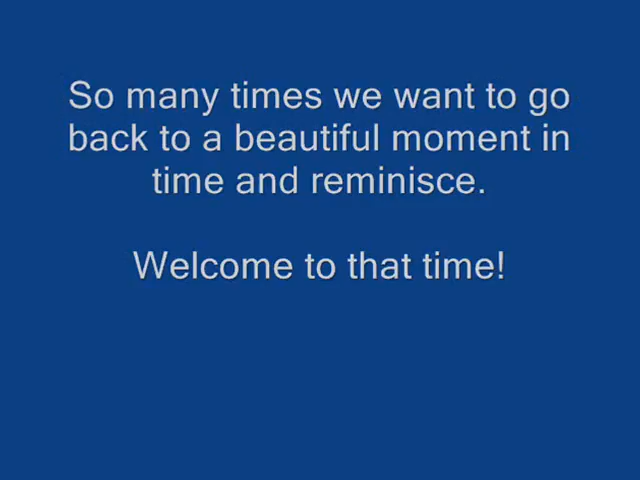 So many times we want to go
back to a beautiful moment in
time and reminisce.
Welcome to that time!